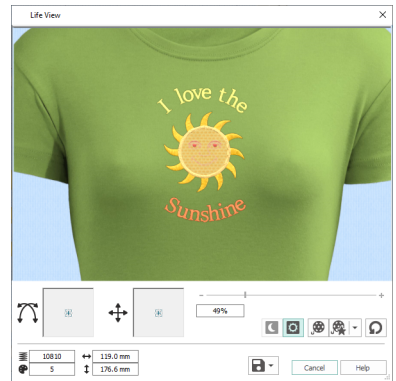 Life View
I love the
Sunshine
49%
10810
119.0 mm
5
176.6 mm
Cancel
Help